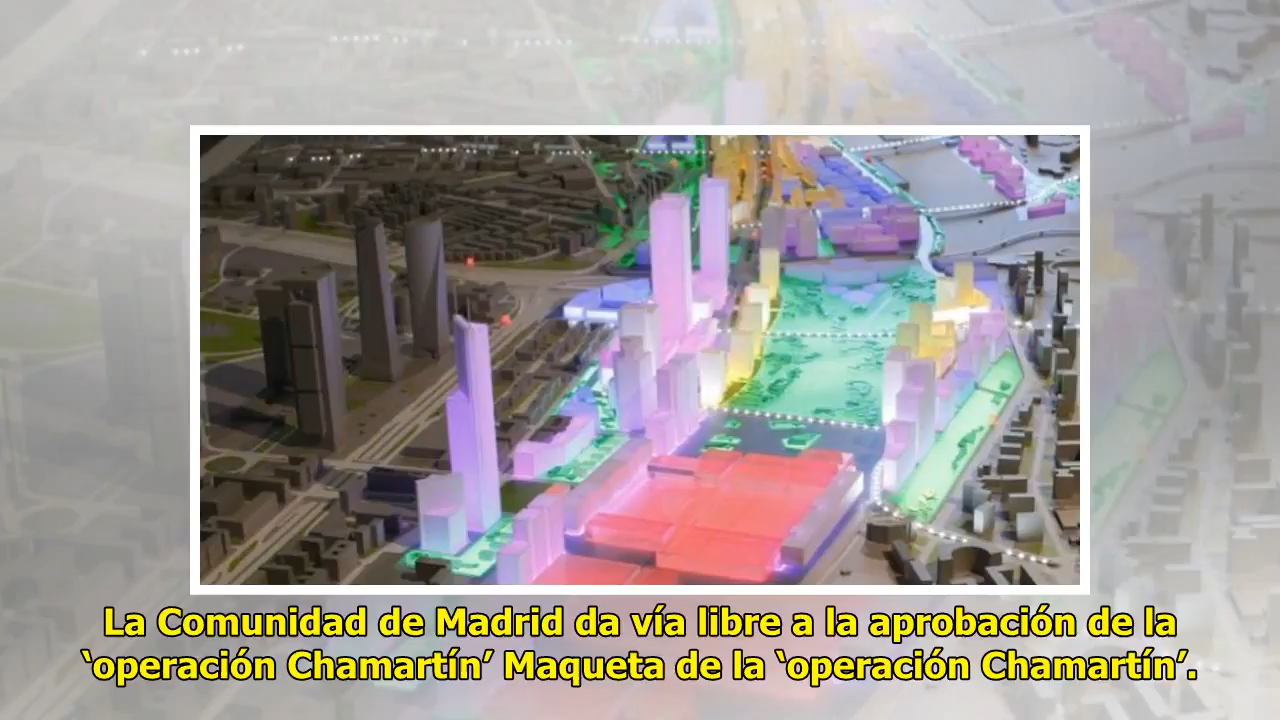 La Comunidad de Madrid da vía libre a la aprobación de la
‘operación Chamartín’ Maqueta de la ‘operación Chamartín’.